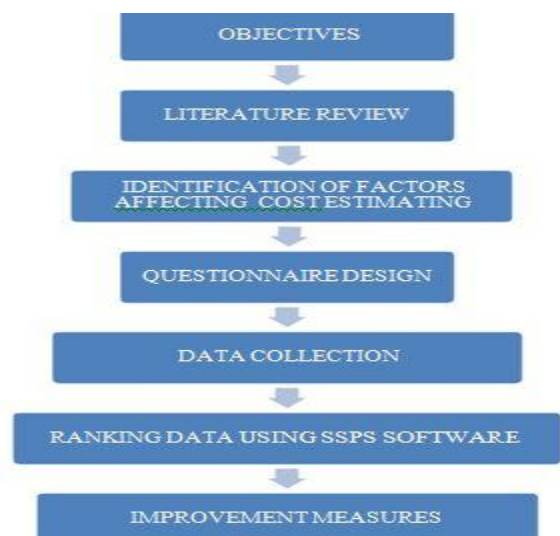 OBJECTIVES
LITERATURE REVIEW
IDENTIFICATION OF FACTORS
AFFECTING COST ESTIMATING
QUESTIONNAIRE DESIGN
DATA COLLECTION
RANKING DATA USING SSPS SOFTWARE
IMPROVEMENT MEASURES